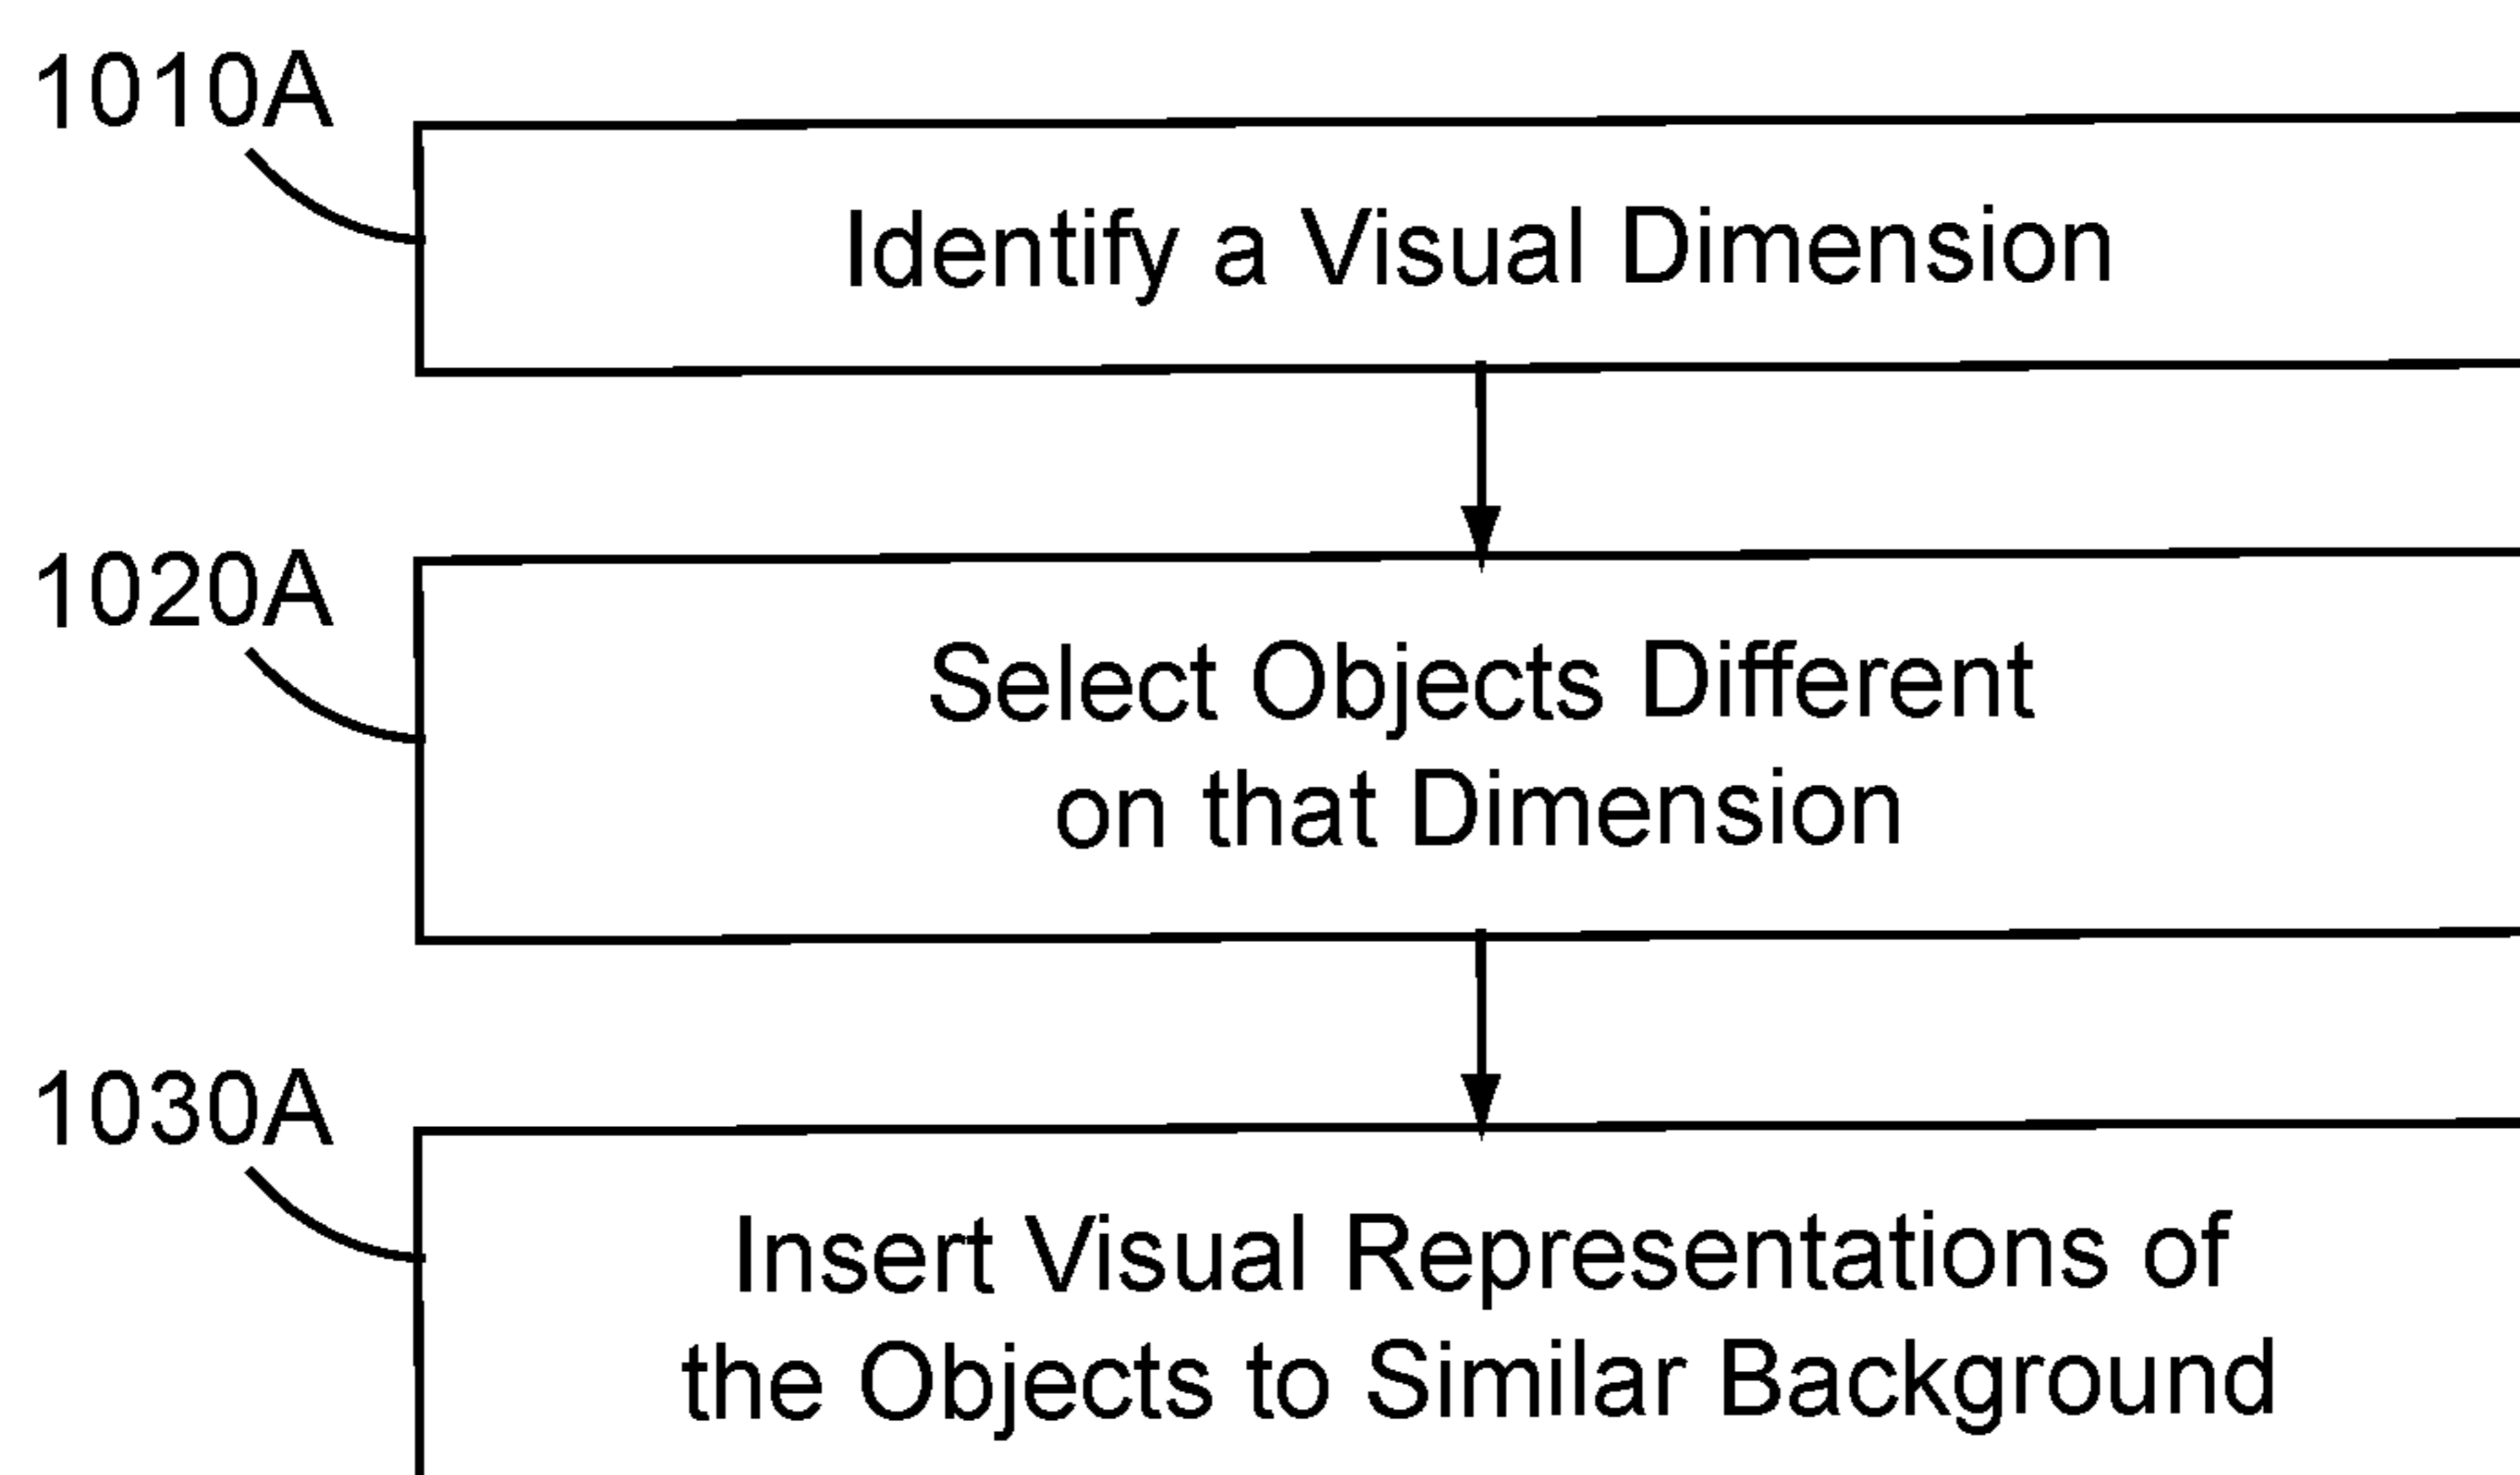 1010A
Identify a Visual Dimension
1020A
Select Objects Different
on that Dimension
1030A
Insert Visual Representations of
the Objects to Similar Background